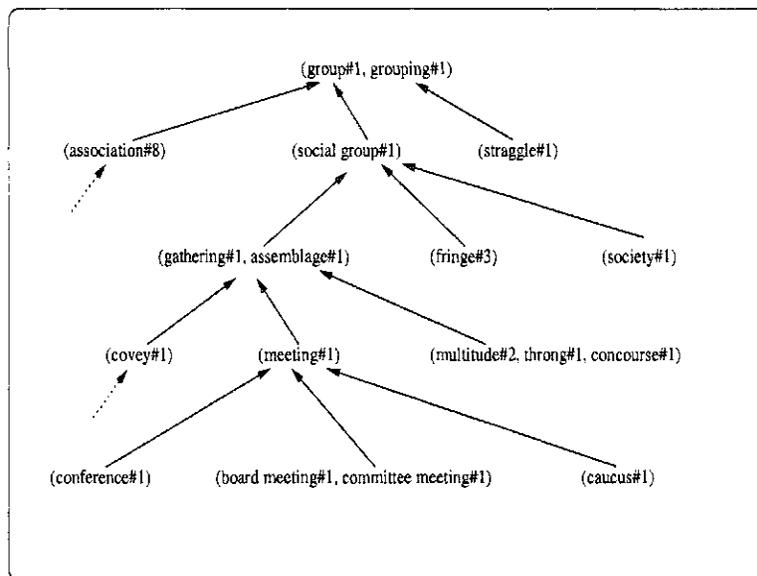 (group#1, grouping#1)
(association#8) (social group#1) (straggle#1)
(gathering#1, assemblage#1) (fringe#3) (society#1)
(covey#1) (meeting#1) (multitude#2, throng#1, concourse#1)
(conference#1) (board meeting#1, committee meeting#1) (caucus#1)